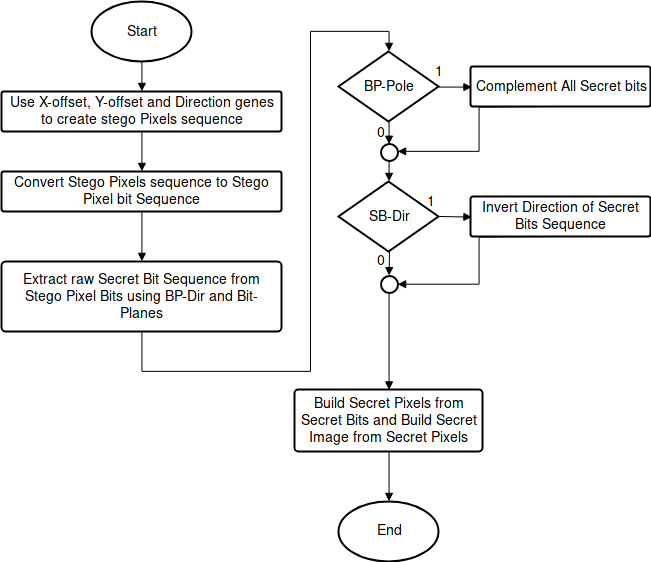 Start
Use X-offset, Y-offset and Direction genes
to create stego Pixels sequence
Convert Stego Pixels sequence to Stego
Pixel bit Sequence
Extract raw Secret Bit Sequence from
Stego Pixel Bits using BP-Dir and Bit-
Planes
BP-Pole
1
Complement All Secret bits
0
SB-Dir
1
Invert Direction of Secret
Bits Sequence
0
Build Secret Pixels from
Secret Bits and Build Secret
Image from Secret Pixels
End